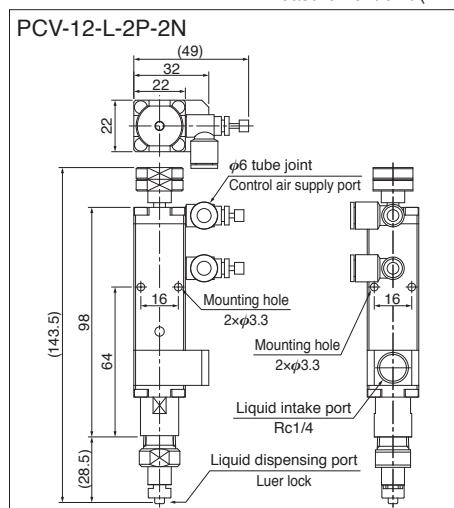 PCV-12-L-2P-2N
(49)
32
22
22
φ6 tube joint
Control air supply port
16
Mounting hole
2×φ3.3
16
Mounting hole
2×φ3.3
(143.5)
98
64
Liquid intake port
Rc1/4
(28.5)
Liquid dispensing port
Luer lock